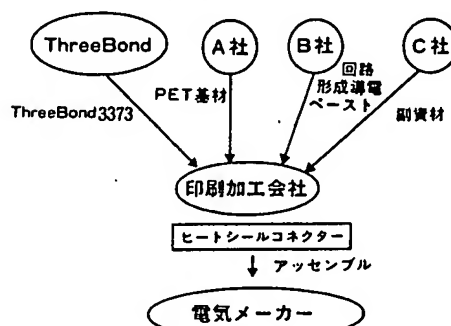 ThreeBond
A社
B社
C社
ThreeBond3373
PET基材
回路
形成導電
ペースト
副資材
印刷加工会社
ヒートシールコネクター
アッセンブル
電気メーカー